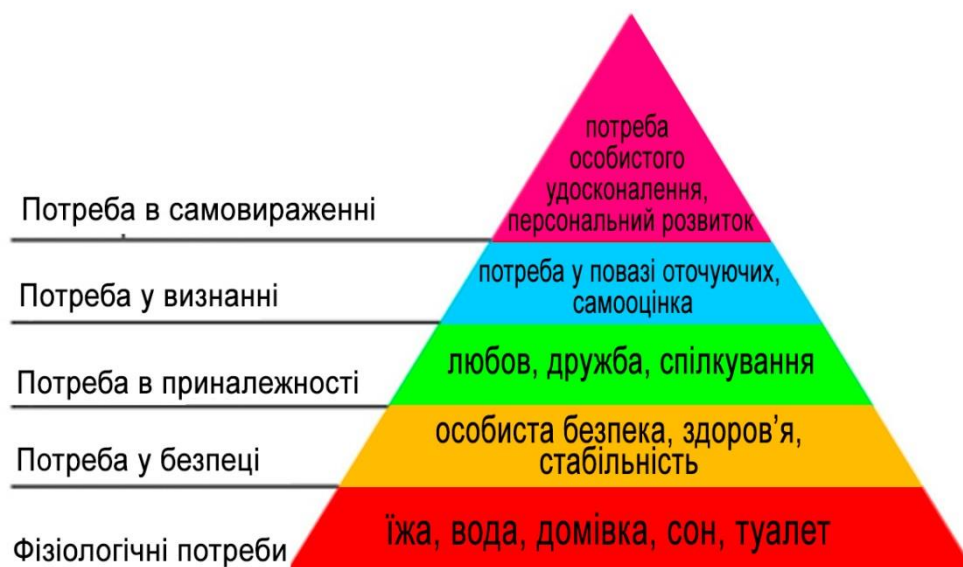 потреба
особистого
удосконалення,
персональний розвиток
Потреба в самовираженні
потреба у повазі оточуючих,
самооцінка
Потреба у визнанні
любов, дружба, спілкування
Потреба в приналежності
особиста безпека, здоров’я,
стабільність
Потреба у безпеці
їжа, вода, домівка, сон, туалет
Фізіологічні потреби